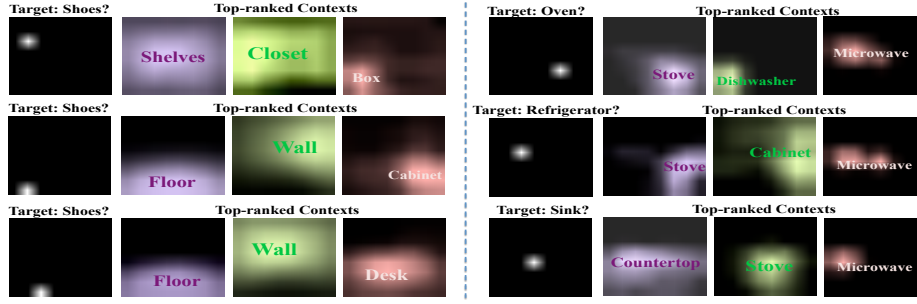 Target: Shoes? Top-ranked Contexts
Shelves Closet Box
Target: Shoes? Top-ranked Contexts
Floor Wall Cabinet
Target: Shoes? Top-ranked Contexts
Floor Wall Desk
Target: Oven? Top-ranked Contexts
Stove Dishwasher Microwave
Target: Refrigerator? Top-ranked Contexts
Stove Cabinet Microwave
Target: Sink? Top-ranked Contexts
Countertop Stove Microwave